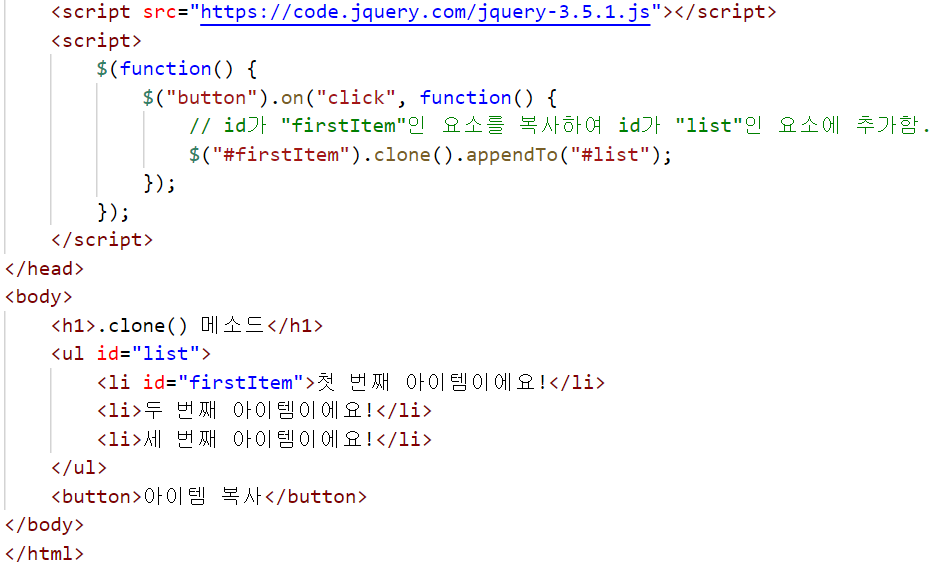 <script src="https://code.jquery.com/jquery-3.5.1.js"></script>
<script>
$(function() {
$("button").on("click", function() {
// id가 "firstItem"인 요소를 복사하여 id가 "list"인 요소에 추가함.
$("#firstItem").clone().appendTo("#list");
});
});
</script>
</head>
<body>
<h1>.clone() 메소드</h1>
<ul id="list">
<li id="firstItem">첫 번째 아이템이에요!</li>
<li>두 번째 아이템이에요!</li>
<li>세 번째 아이템이에요!</li>
</ul>
<button>아이템 복사</button>
</body>
</html>